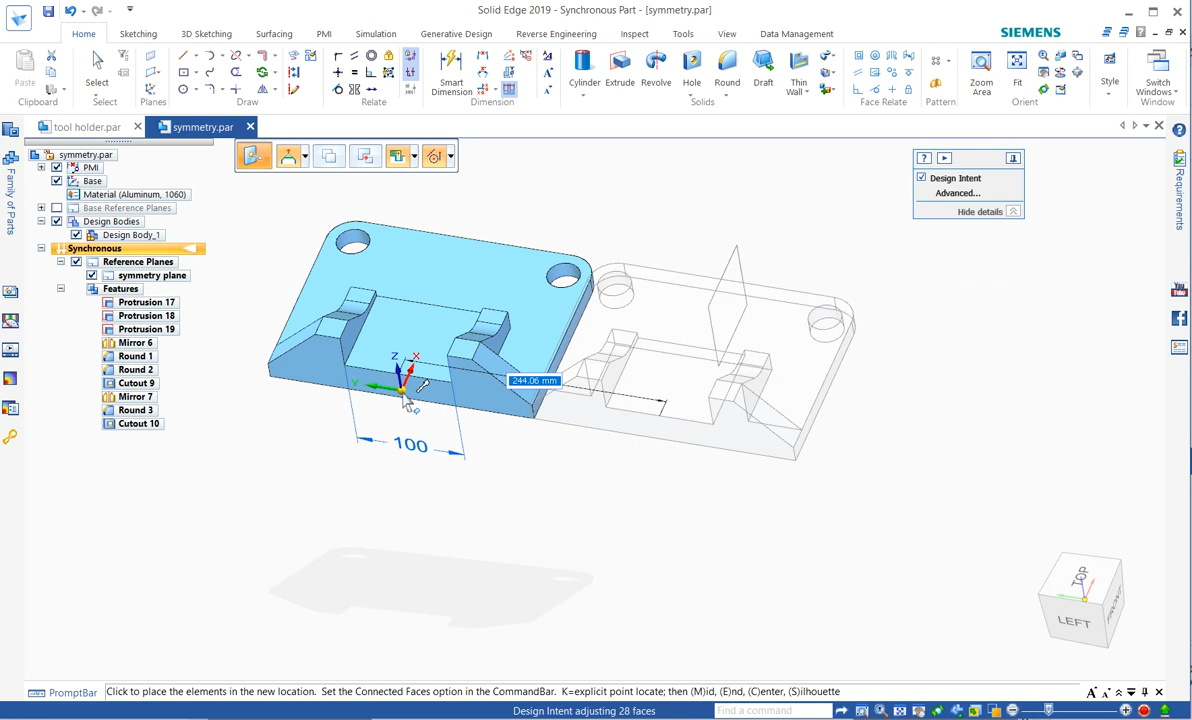 Solid Edge 2019 - Synchronous Part - [symmetry.par]
Home
Sketching
3D Sketching
Surfacing
PMI
Simulation
Generative Design
Reverse Engineering
Inspect
Tools
View
Data Management
SIEMENS
Paste
Select
Smart
Dimension
Cylinder
Extrude
Revolve
Hole
Round
Draft
Thin
Wall
Zoom
Area
Fit
Style
Switch
Windows
Clipboard
Select
Planes
Draw
Relate
Dimension
Solids
Face Relate
Pattern
Orient
Window
tool holder.par
symmetry.par
Family of Parts
symmetry.par
PMI
Base
Material (Aluminum, 1060)
Base Reference Planes
Design Bodies
Design Body_1
Synchronous
Reference Planes
symmetry plane
Features
Protrusion 17
Protrusion 18
Protrusion 19
Mirror 6
Round 1
Round 2
Cutout 9
Mirror 7
Round 3
Cutout 10
Design Intent
Advanced...
Hide details
Requirements
You
Tube
Z
X
Y
244.06 mm
100
TOP
LEFT
PromptBar
Click to place the elements in the new location. Set the Connected Faces option in the CommandBar. K=explicit point locate; then (M)id, (E)nd, (C)enter, (S)ilhouette
Design Intent adjusting 28 faces
Find a command